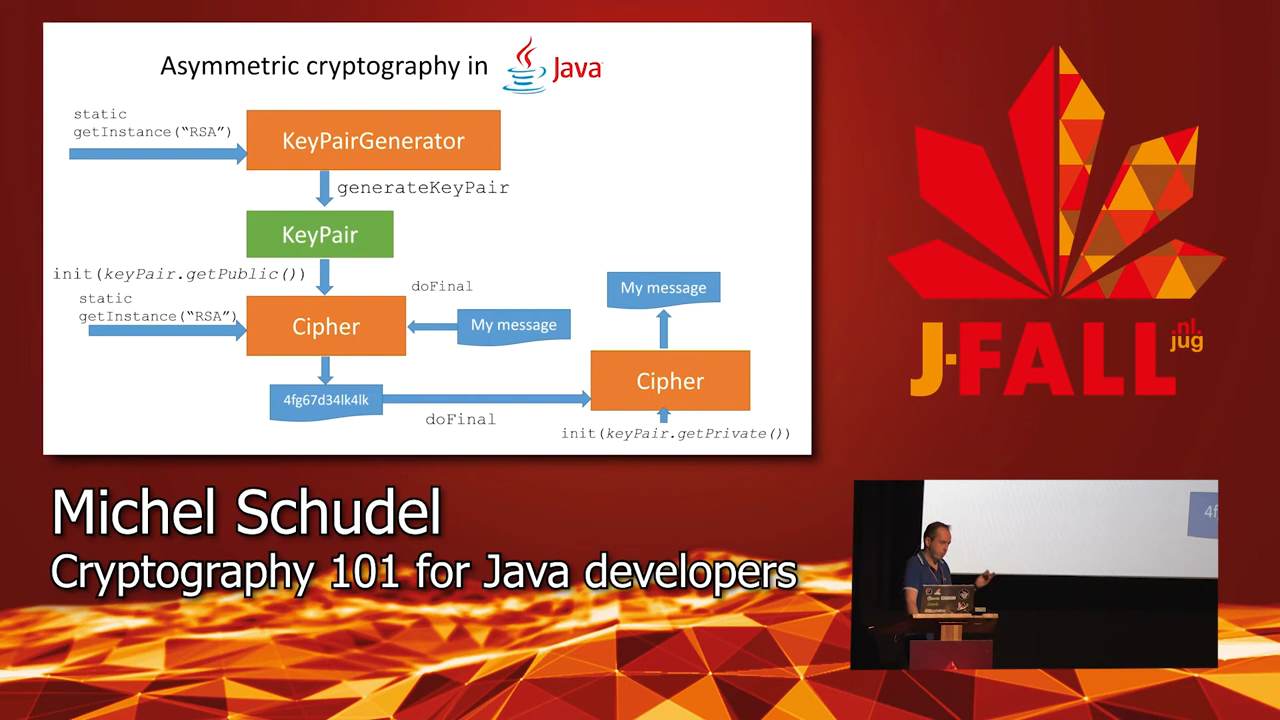 Asymmetric cryptography in Java
static
getInstance("RSA")
KeyPairGenerator
generateKeyPair
KeyPair
init(keyPair.getPublic())
static
getInstance("RSA")
Cipher
doFinal
My message
4fg67d34lk4lk
doFinal
My message
Cipher
init(keyPair.getPrivate())
J-FALL
.nl.
jug
Michel Schudel
Cryptography 101 for Java developers
4f